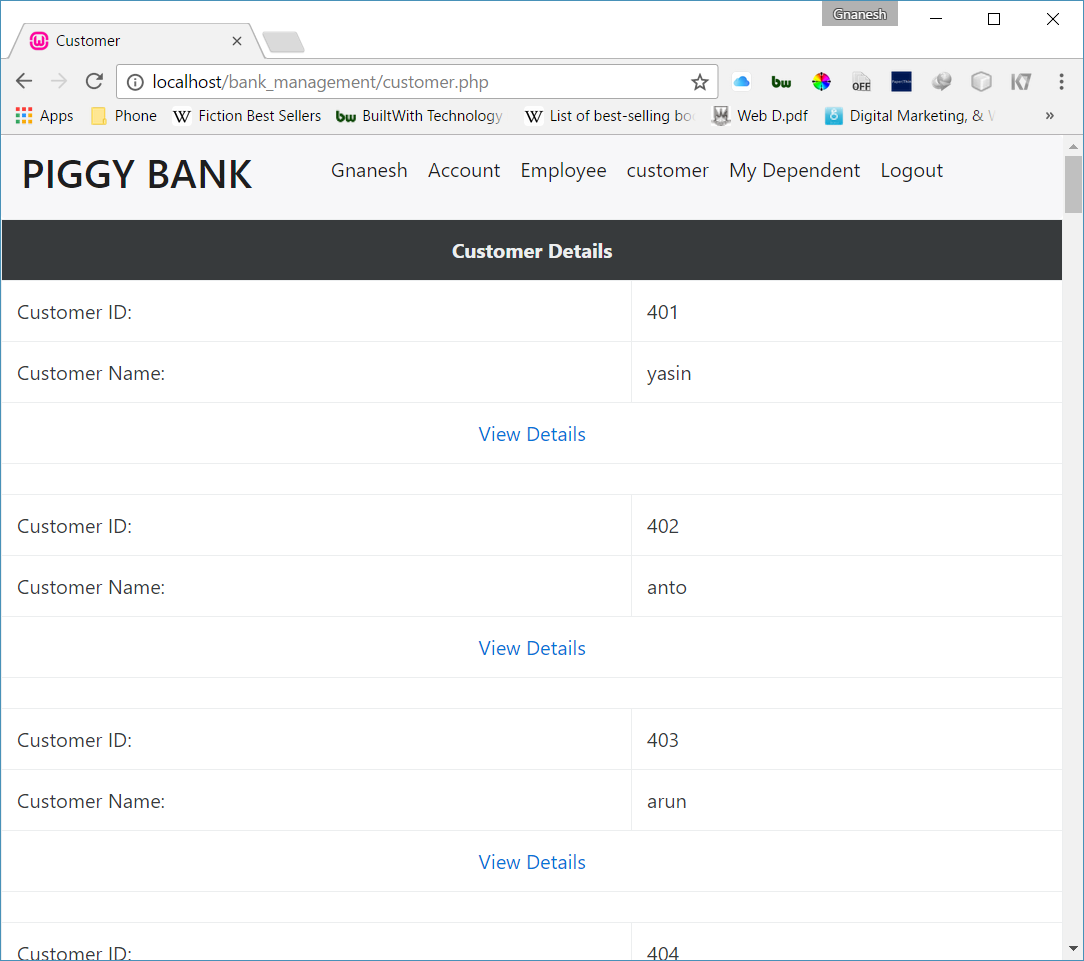 Gnanesh
Customer
localhost/bank_management/customer.php
bw
OFF
K7
Apps Phone W Fiction Best Sellers bw BuiltWith Technology W List of best-selling bo Web D.pdf 8 Digital Marketing, & »
PIGGY BANK Gnanesh Account Employee customer My Dependent Logout
Customer Details
Customer ID: 401
Customer Name: yasin
View Details
Customer ID: 402
Customer Name: anto
View Details
Customer ID: 403
Customer Name: arun
View Details
Customer ID: 404